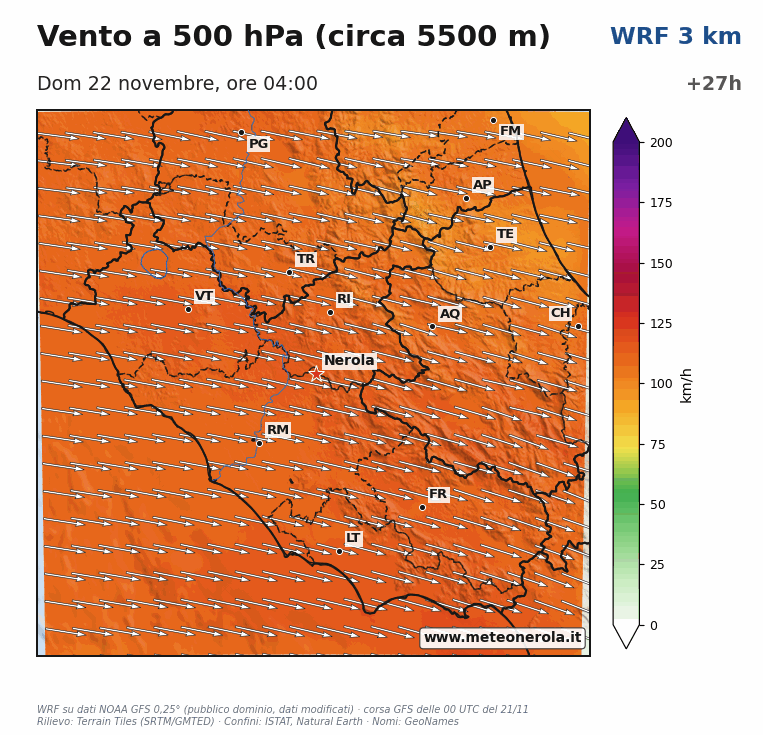 Vento a 500 hPa (circa 5500 m)
WRF 3 km
Dom 22 novembre, ore 04:00
+27h
FM
PG
AP
TE
TR
VT
RI
AQ
CH
Nerola
RM
FR
LT
www.meteonerola.it
200
175
150
125
100
75
50
25
0
km/h
WRF su dati NOAA GFS 0,25° (pubblico dominio, dati modificati) · corsa GFS delle 00 UTC del 21/11
Rilievo: Terrain Tiles (SRTM/GMTED) · Confini: ISTAT, Natural Earth · Nomi: GeoNames